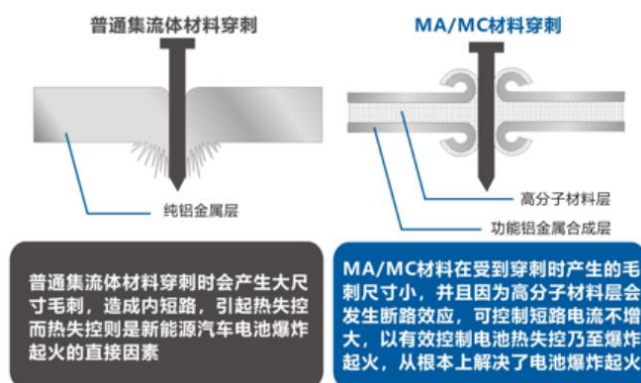 普通集流体材料穿刺
纯铝金属层
普通集流体材料穿刺时会产生大尺
寸毛刺，造成内短路，引起热失控
而热失控则是新能源汽车电池爆炸
起火的直接因素
MA/MC材料穿刺
高分子材料层
功能铝金属合成层
MA/MC材料在受到穿刺时产生的毛
刺尺寸小，并且因为高分子材料层会
发生断路效应，可控制短路电流不增
大，以有效控制电池热失控乃至爆炸
起火，从根本上解决了电池爆炸起火